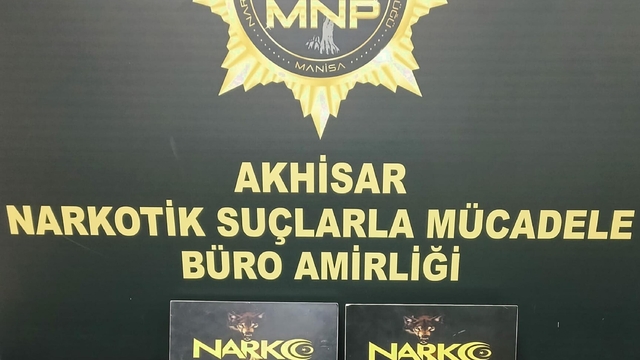 MNP
MANİSA
AKHİSAR
NARKOTİK SUÇLARLA MÜCADELE
BÜRO AMİRLİĞİ
NARKO NARKO